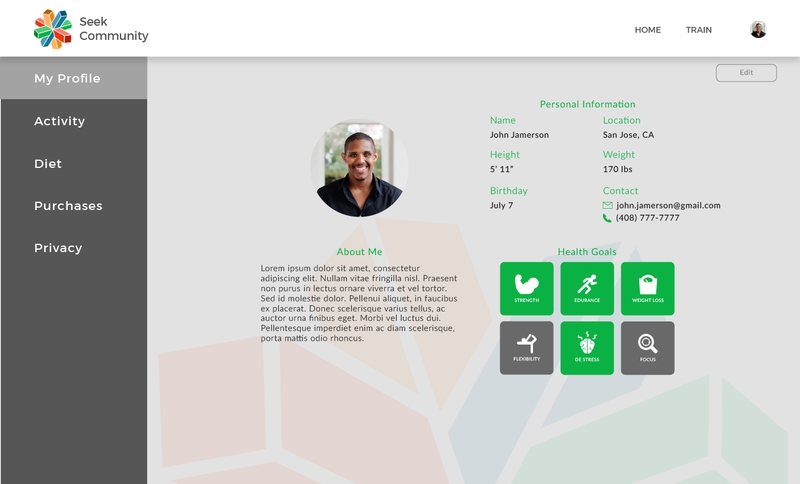 Seek
Community
HOME
TRAIN
My Profile
Activity
Diet
Purchases
Privacy
Edit
Personal Information
Name
John Jamerson
Location
San Jose, CA
Height
5' 11”
Weight
170 lbs
Birthday
July 7
Contact
john.jamerson@gmail.com
(408) 777-7777
About Me
Lorem ipsum dolor sit amet, consectetur
adipiscing elit. Nullam vitae fringilla nisl. Praesent
non purus in lectus ornare viverra et vel tortor.
Sed id molestie dolor. Pellenui aliquet, in faucibus
ex placerat. Donec scelerisque varius tellus, ac
auctor urna finibus eget. Morbi vel luctus dui.
Pellentesque imperdiet enim ac diam scelerisque,
porta mattis odio rhoncus.
Health Goals
STRENGTH
EDURANCE
WEIGHT LOSS
FLEXIBILITY
DE STRESS
FOCUS